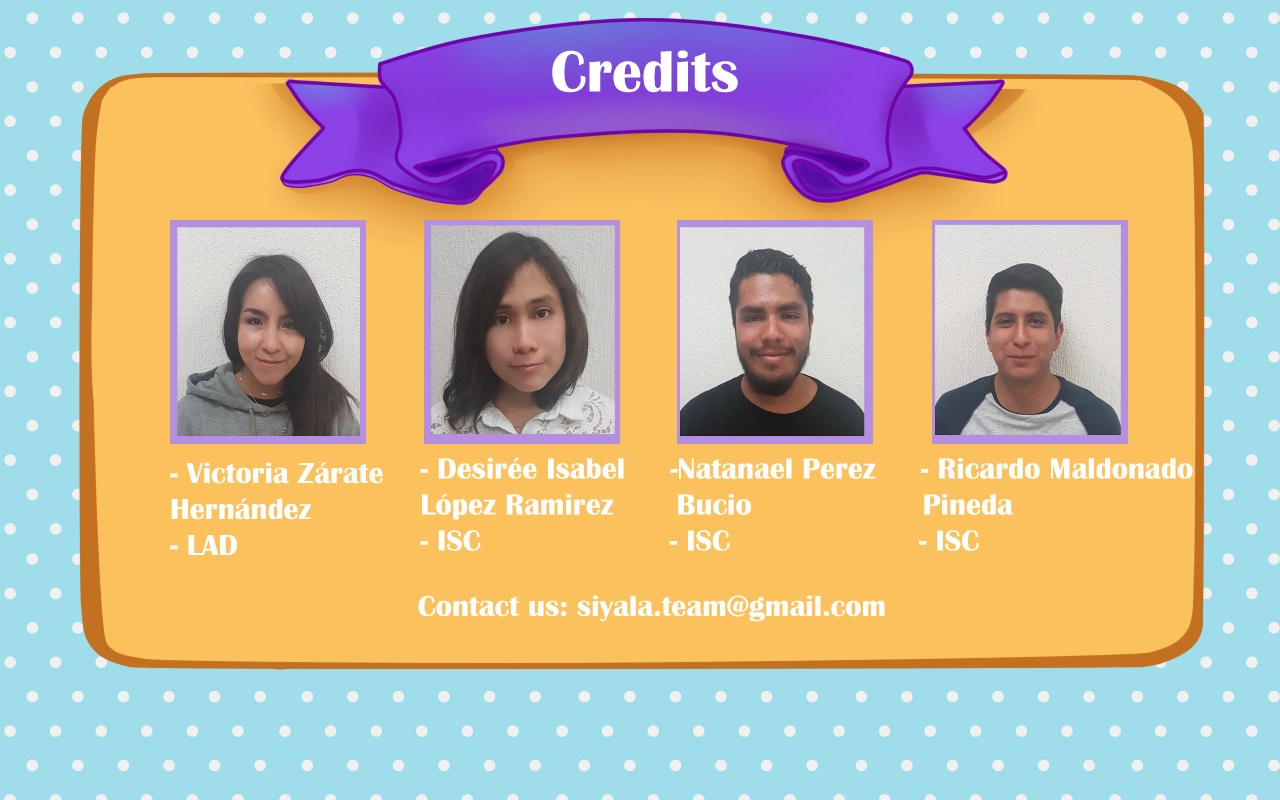 Credits
- Victoria Zárate
Hernández
- LAD
- Desirée Isabel
López Ramirez
- ISC
-Natanael Perez
Bucio
- ISC
- Ricardo Maldonado
Pineda
- ISC
Contact us: siyala.team@gmail.com